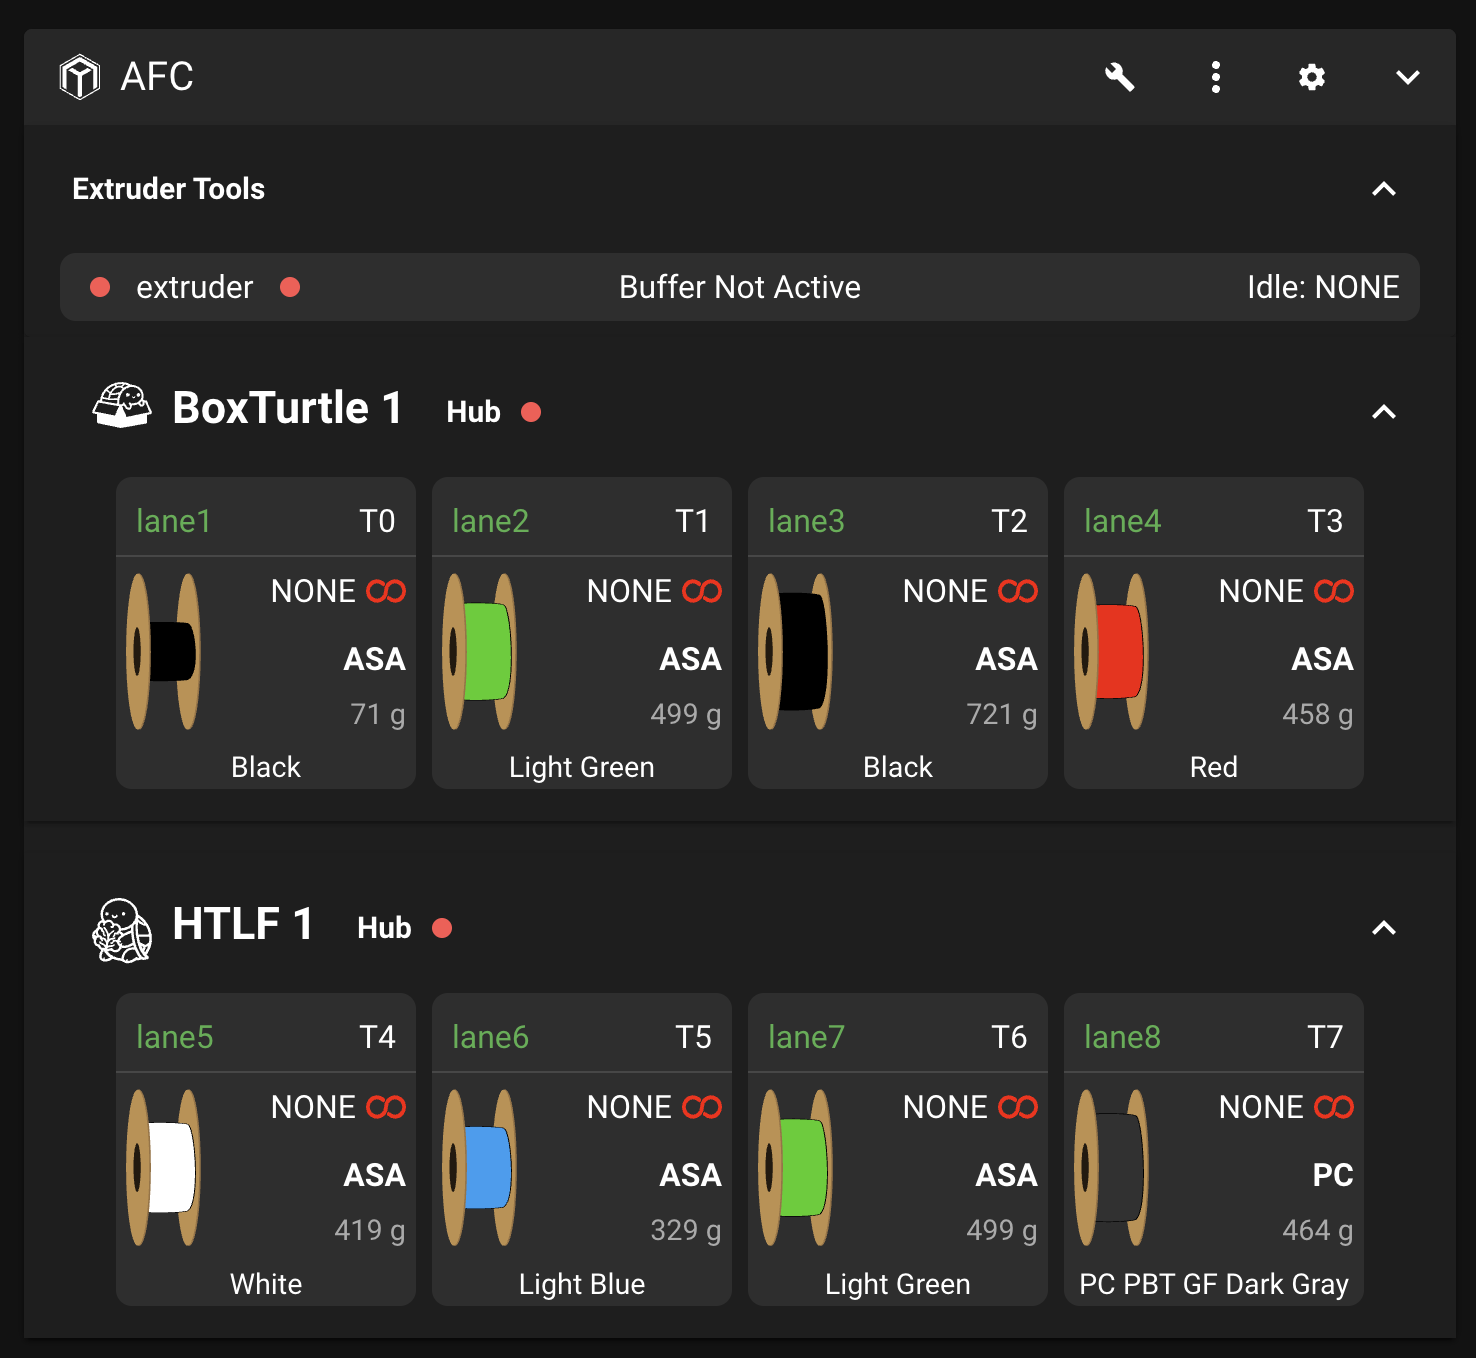 AFC
Extruder Tools
extruder Buffer Not Active Idle: NONE
BoxTurtle 1 Hub
lane1 T0 lane2 T1 lane3 T2 lane4 T3
NONE NONE NONE NONE
ASA ASA ASA ASA
71 g 499 g 721 g 458 g
Black Light Green Black Red
HTLF 1 Hub
lane5 T4 lane6 T5 lane7 T6 lane8 T7
NONE NONE NONE NONE
ASA ASA ASA PC
419 g 329 g 499 g 464 g
White Light Blue Light Green PC PBT GF Dark Gray